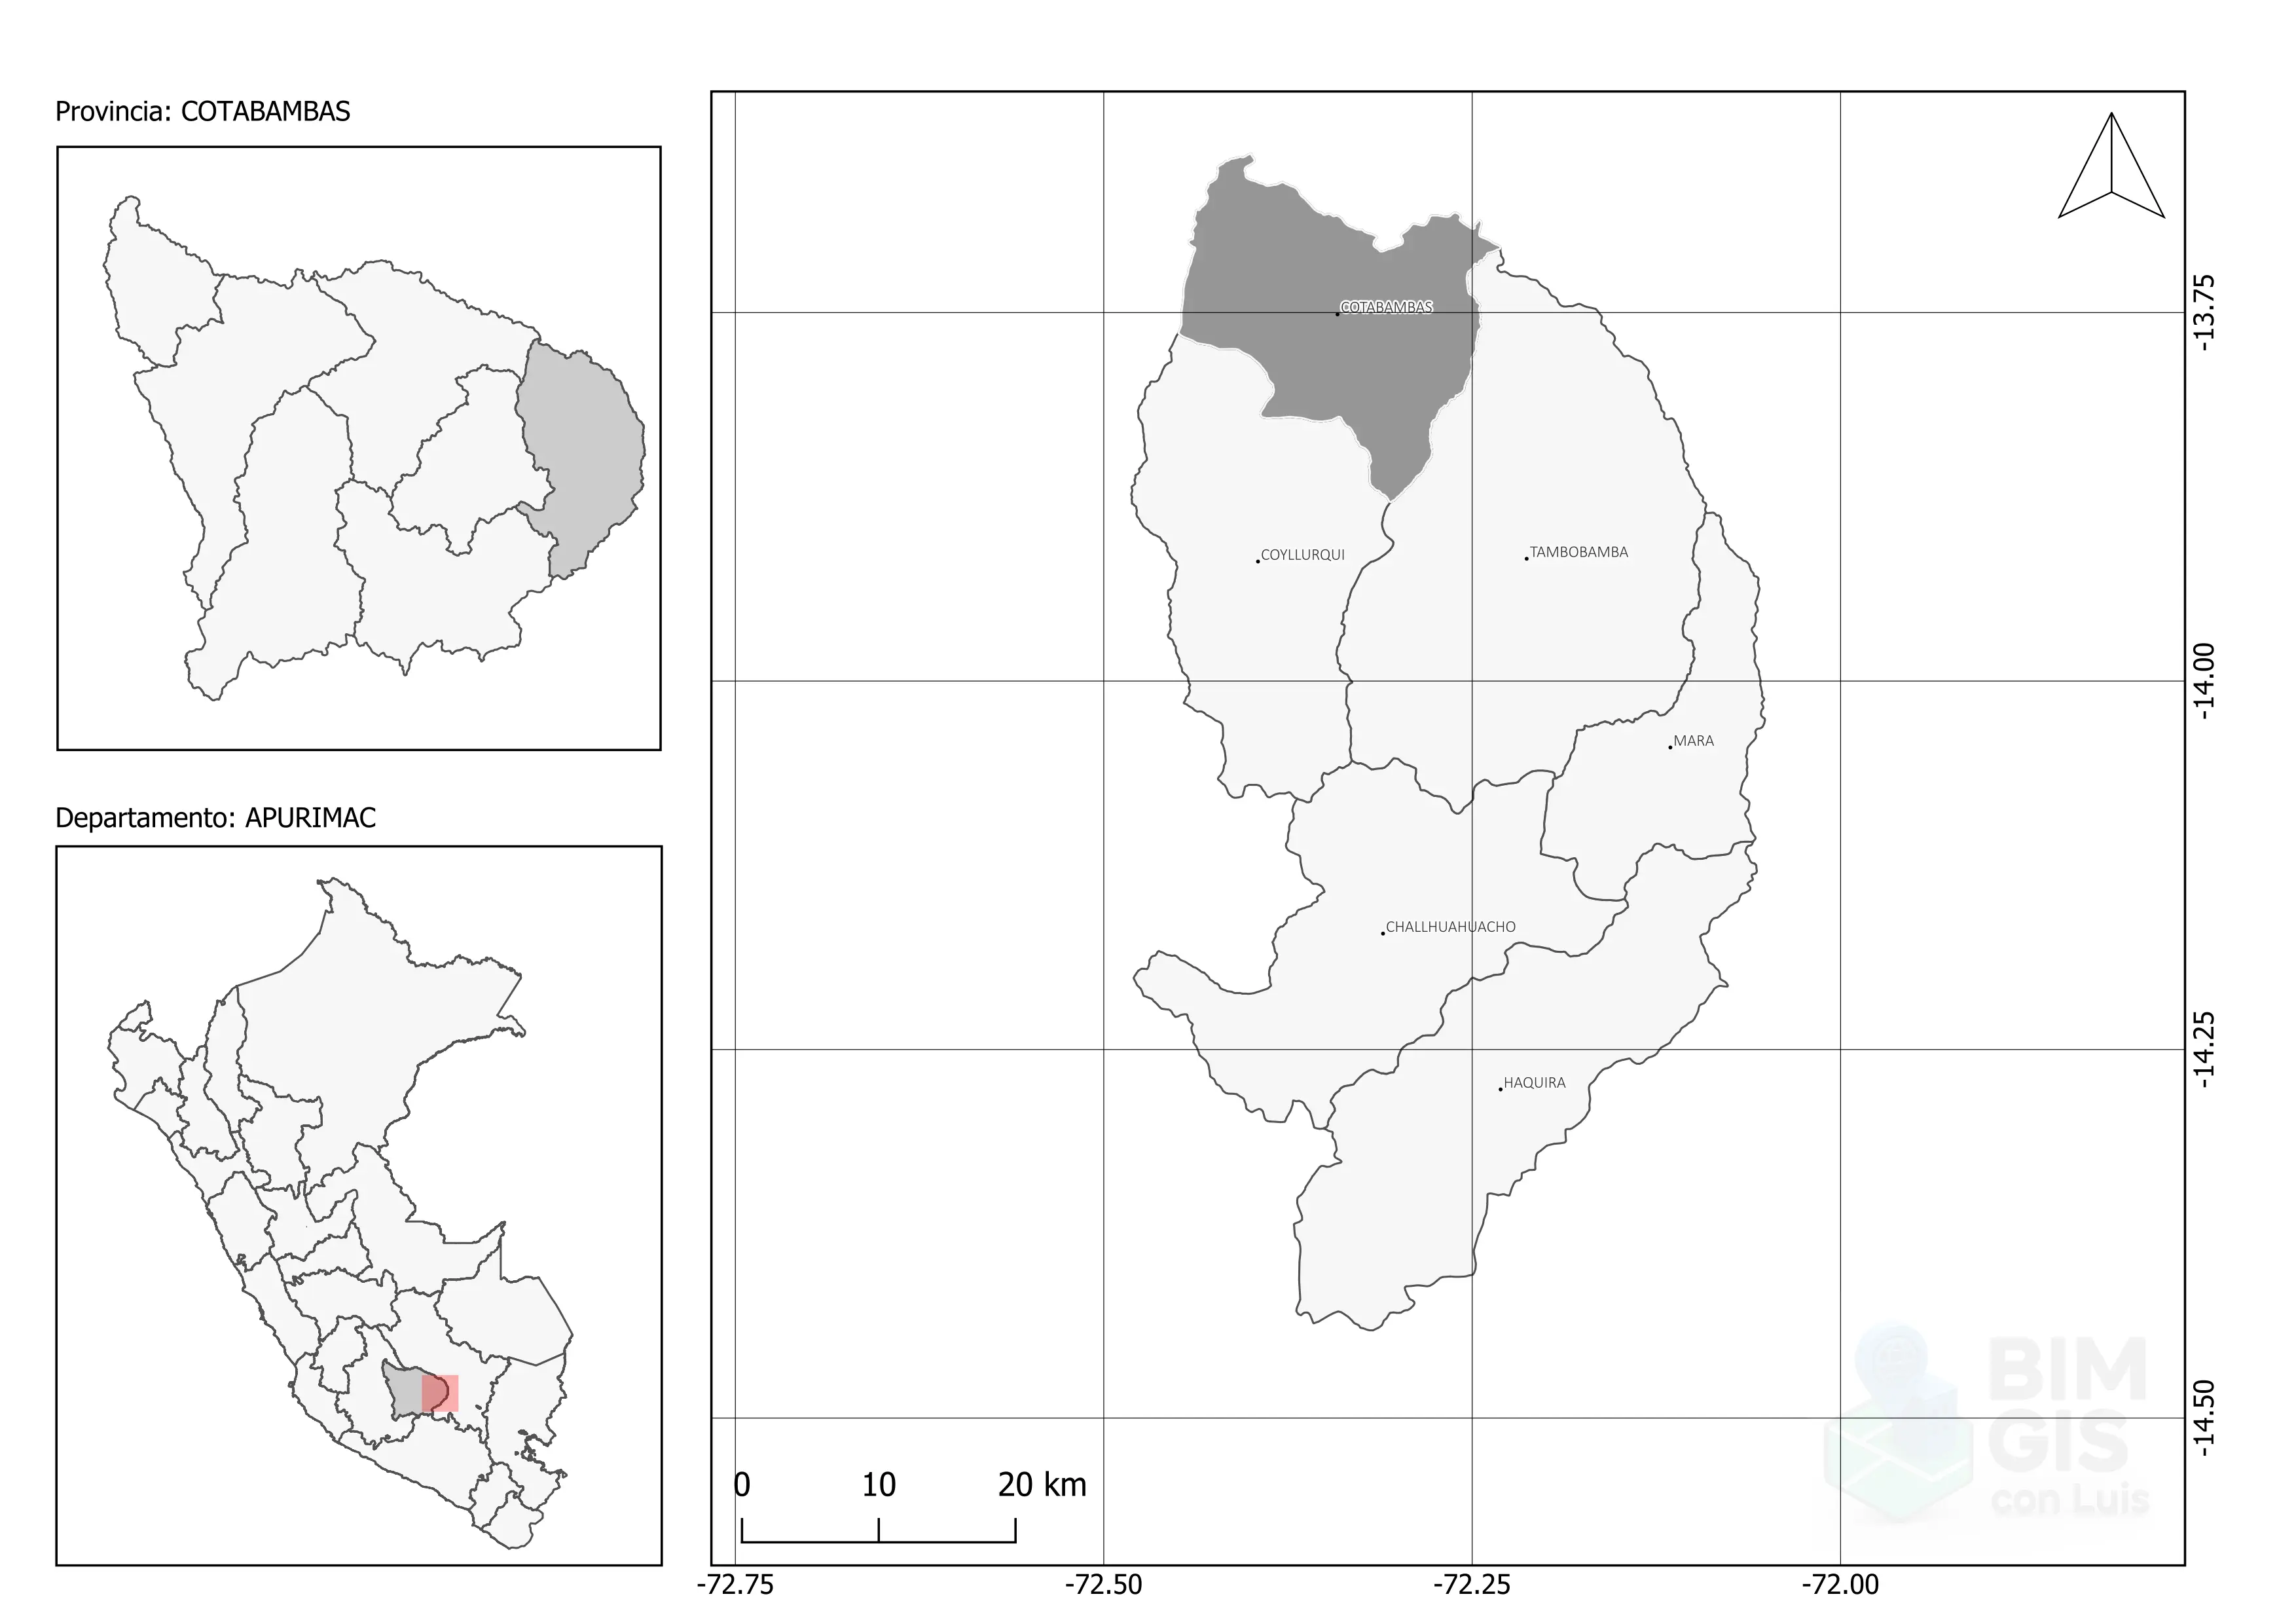 Provincia: COTABAMBAS
Departamento: APURIMAC
COTABAMBAS
COYLLURQUI
TAMBOBAMBA
MARA
CHALLHUAHUACHO
HAQUIRA
-13.75
-14.00
-14.25
-14.50
0 10 20 km
-72.75 -72.50 -72.25 -72.00
BIM
GIS
con Luis